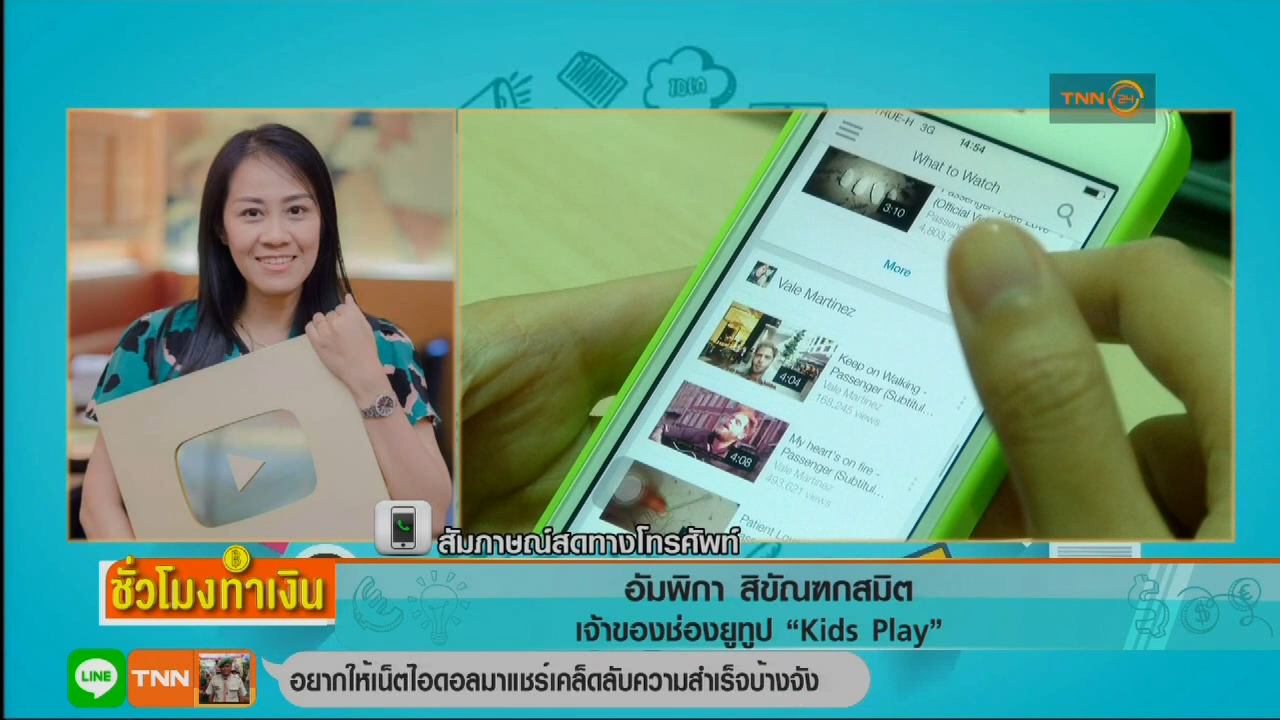 IDEA
TNN 24
TRUE-H 3G
14:54
What to Watch
3:10
(Official
More
Vale Martinez
4:04
Keep on Walking -
Passenger (Subtitul...
Vale Martinez
168,245 views
4:08
My heart's on fire -
Passenger (Subtitul...
Vale Martinez
493,621 views
Patient
สัมภาษณ์สดทางโทรศัพท์
ชั่วโมงทำเงิน
อัมพิกา สิขัณฑกสมิต
เจ้าของช่องยูทูป “Kids Play”
LINE
TNN
อยากให้เน็ตไอดอลมาแชร์เคล็ดลับความสำเร็จบ้างจัง